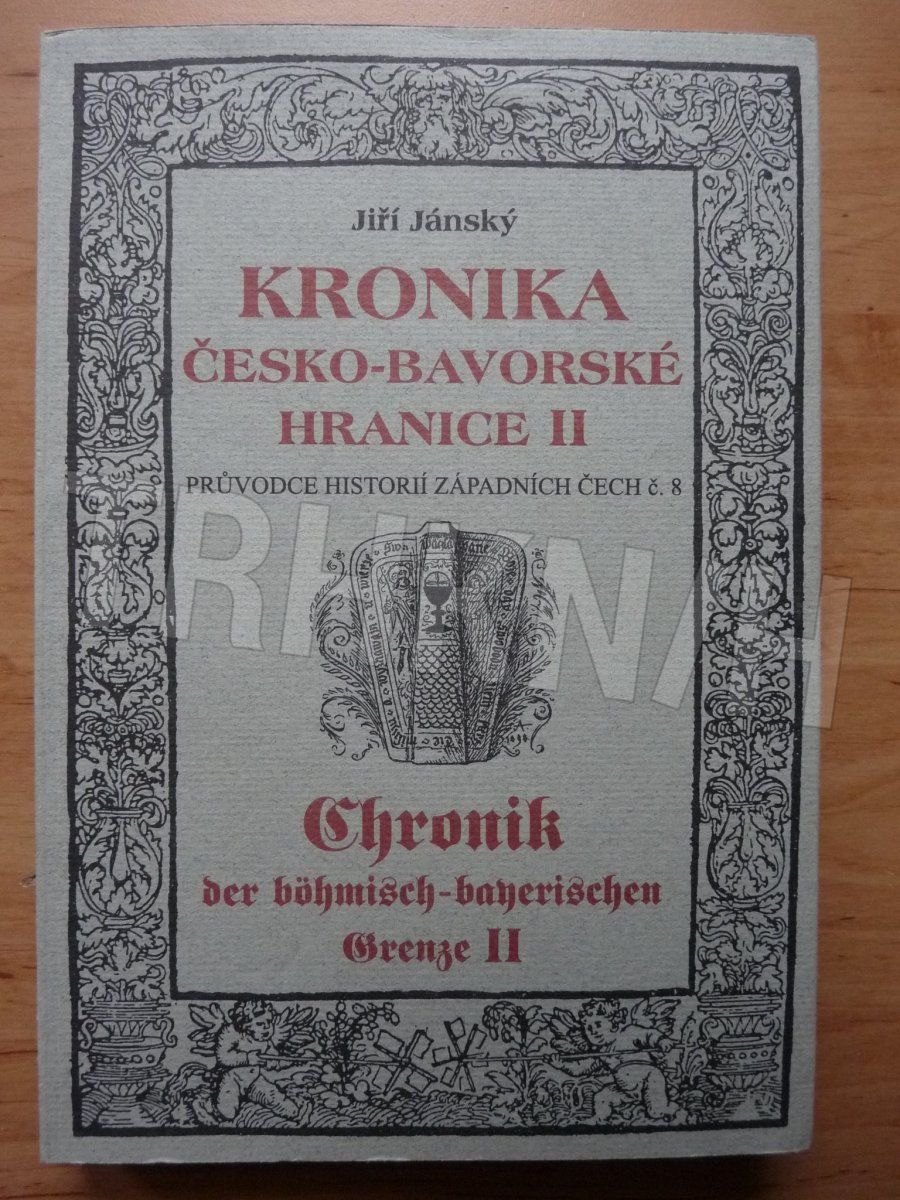 Jiří Jánský
KRONIKA
ČESKO-BAVORSKÉ
HRANICE II
PRŮVODCE HISTORIÍ ZÁPADNÍCH ČECH č. 8
Chronik
der böhmisch-bayerischen
Grenze II